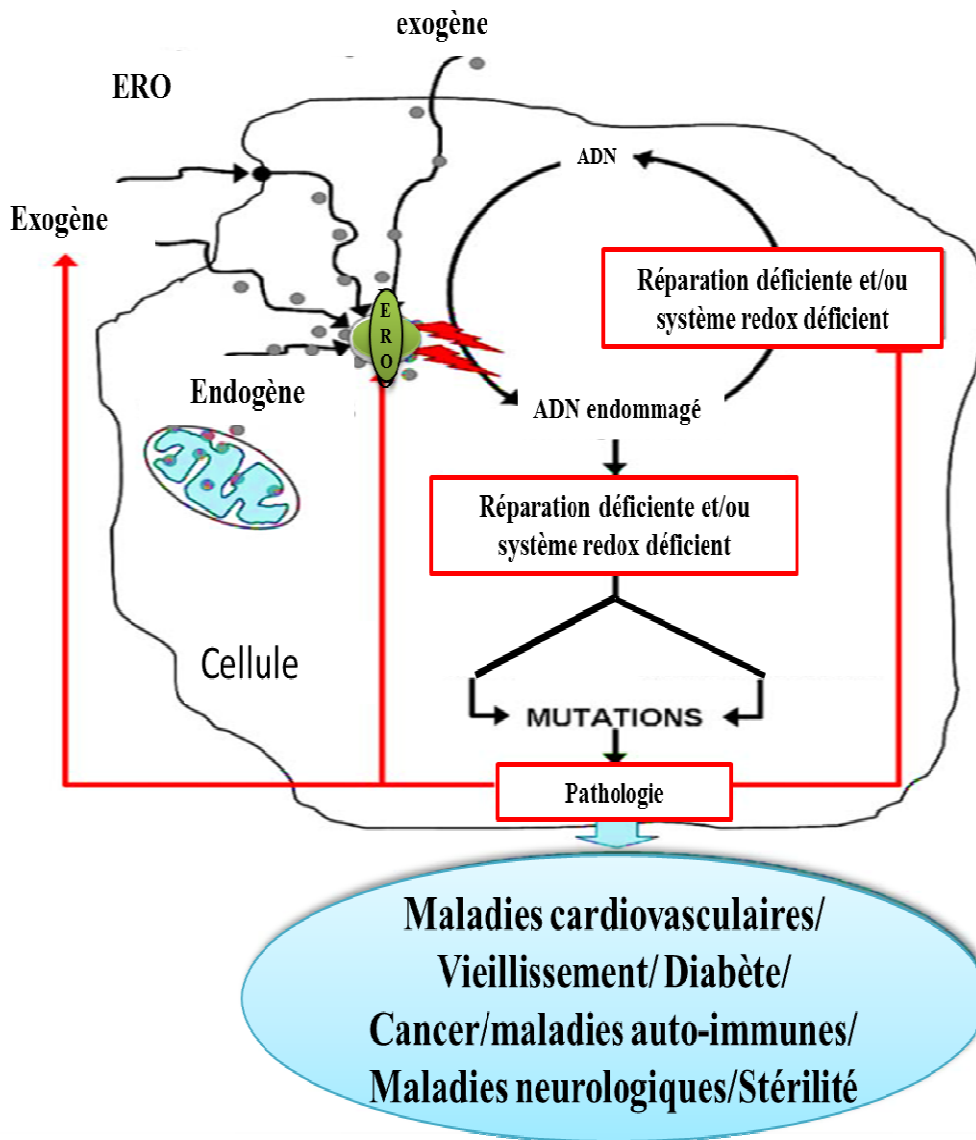 exogène
ERO
ADN
Exogène
Réparation déficiente et/ou
système redox déficient
E
R
O
Endogène
ADN endommagé
Réparation déficiente et/ou
système redox déficient
Cellule
MUTATIONS
Pathologie
Maladies cardiovasculaires/
Vieillissement/ Diabète/
Cancer/maladies auto-immunes/
Maladies neurologiques/Stérilité